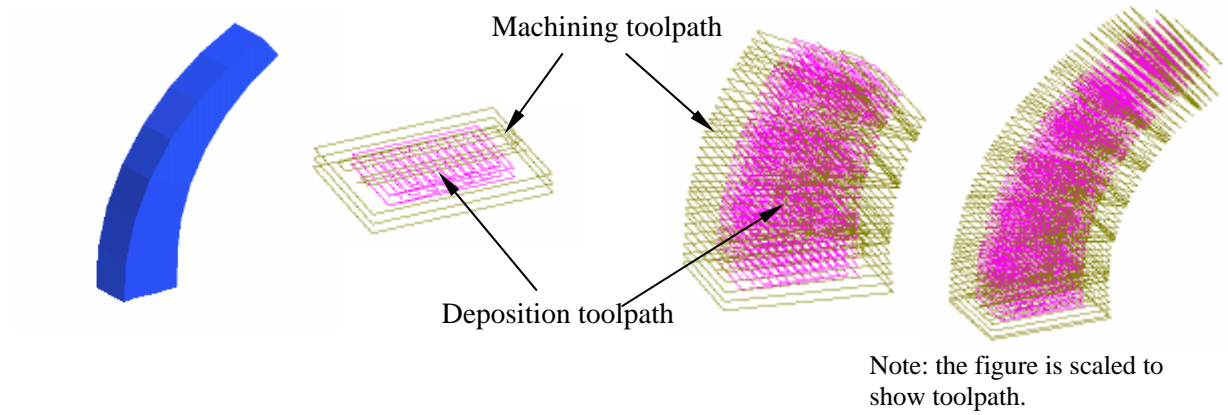 Machining toolpath
Deposition toolpath
Note: the figure is scaled to
show toolpath.